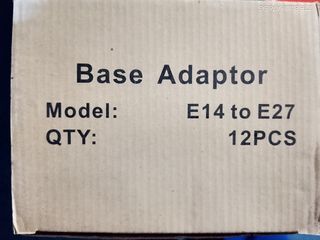 Base Adaptor
Model: E14 to E27
QTY: 12PCS